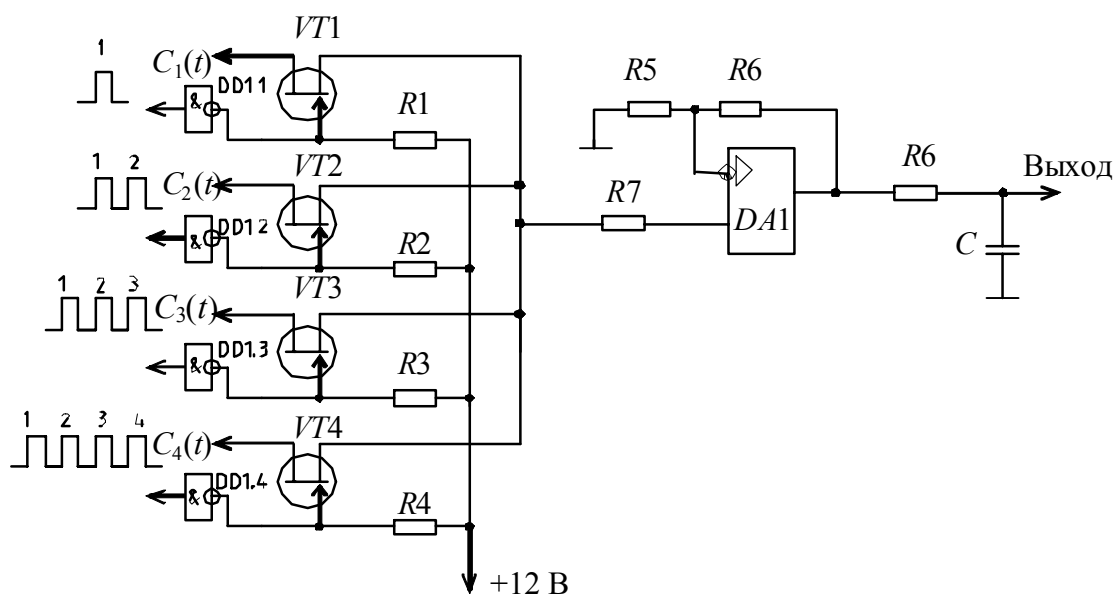 VT1
1
C₁(t)
DD11
&
R1
R5
R6
VT2
1 2
C₂(t)
DD12
&
R2
R7
DA1
R6
Выход
C
VT3
1 2 3
C₃(t)
DD1.3
&
R3
VT4
1 2 3 4
C₄(t)
DD1.4
&
R4
+12 В